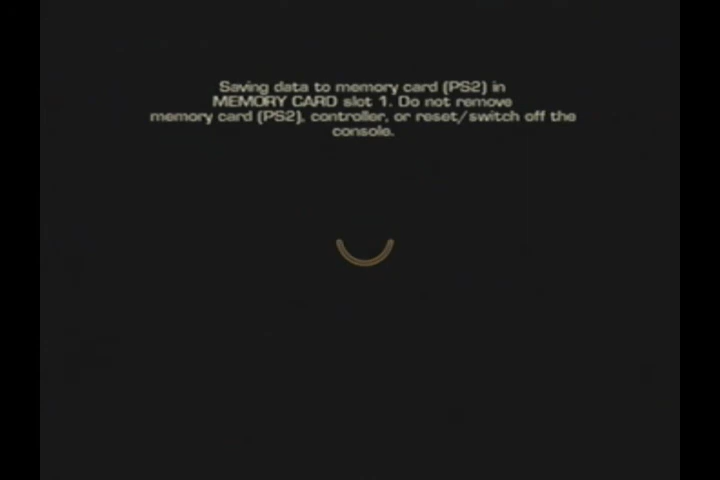 Saving data to memory card (PS2) in
MEMORY CARD slot 1. Do not remove
memory card (PS2), controller, or reset/switch off the
console.